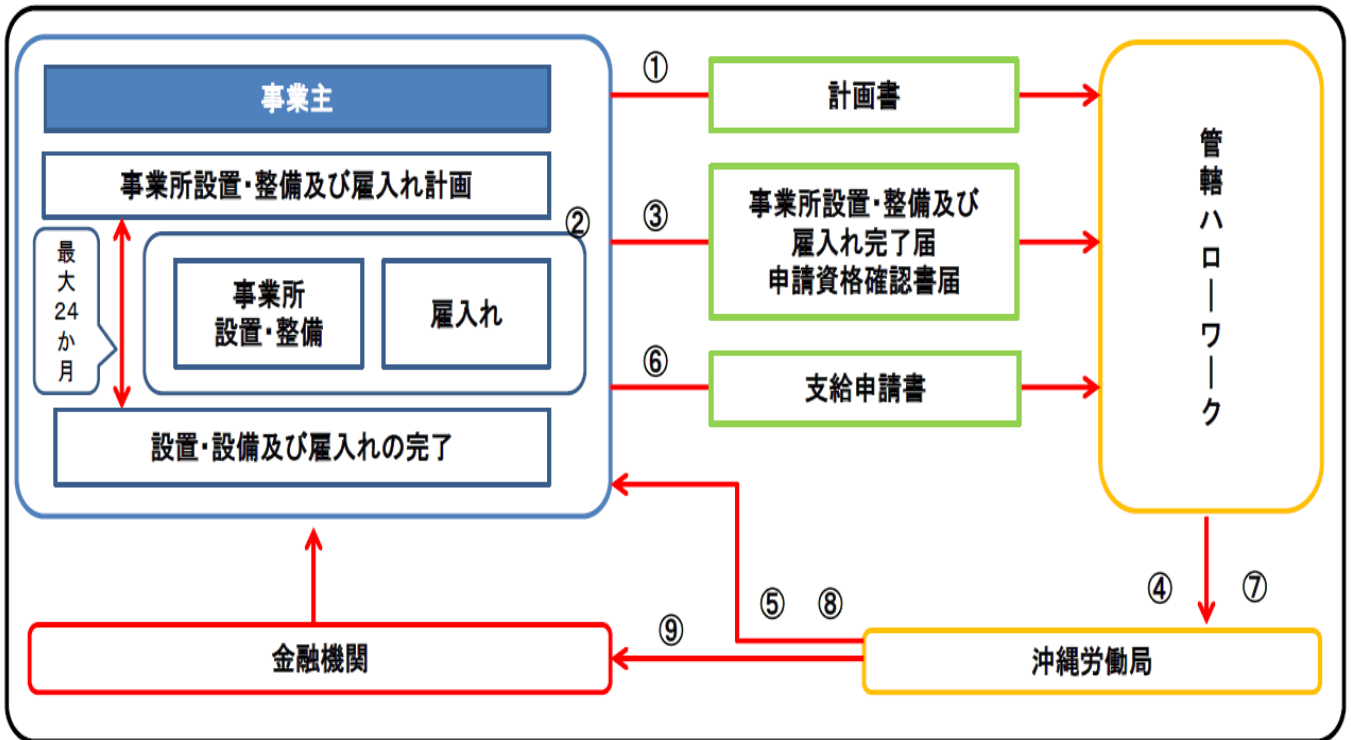 事業主
①
計画書
事業所設置・整備及び雇入れ計画
②
③
事業所設置・整備及び
雇入れ完了届
申請資格確認書届
最大24か月
事業所
設置・整備
雇入れ
⑥
支給申請書
設置・設備及び雇入れの完了
管轄ハローワーク
④
⑦
⑤
⑧
⑨
金融機関
沖縄労働局